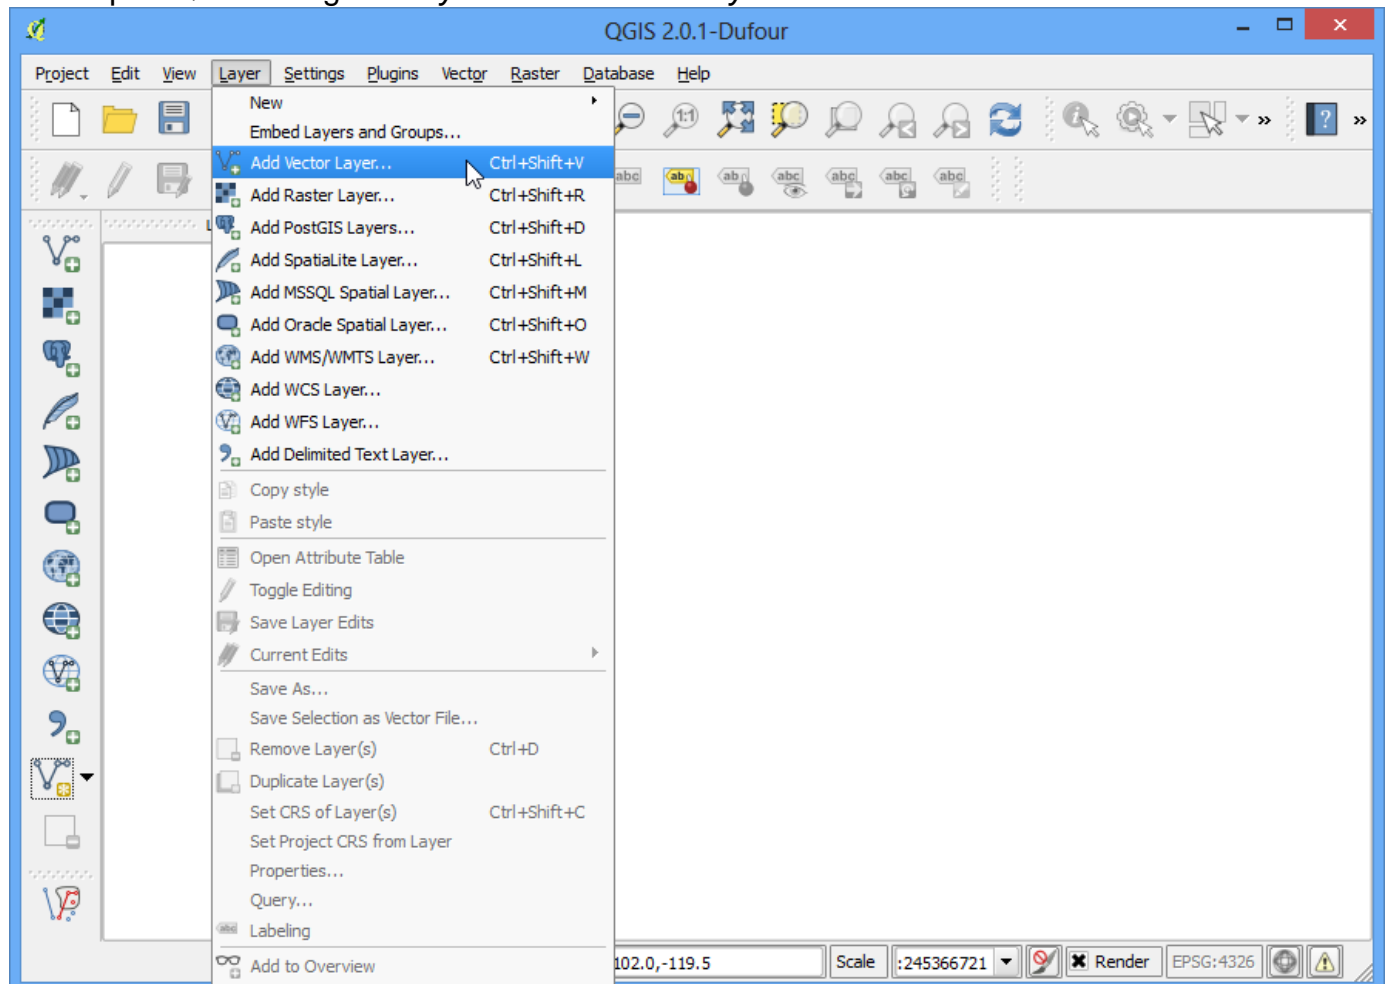 QGIS 2.0.1-Dufour
Project Edit View Layer Settings Plugins Vector Raster Database Help
New
Embed Layers and Groups...
Add Vector Layer... Ctrl+Shift+V
Add Raster Layer... Ctrl+Shift+R
Add PostGIS Layers... Ctrl+Shift+D
Add SpatiaLite Layer... Ctrl+Shift+L
Add MSSQL Spatial Layer... Ctrl+Shift+M
Add Oracle Spatial Layer... Ctrl+Shift+O
Add WMS/WMTS Layer... Ctrl+Shift+W
Add WCS Layer...
Add WFS Layer...
Add Delimited Text Layer...
Copy style
Paste style
Open Attribute Table
Toggle Editing
Save Layer Edits
Current Edits
Save As...
Save Selection as Vector File...
Remove Layer(s) Ctrl+D
Duplicate Layer(s)
Set CRS of Layer(s) Ctrl+Shift+C
Set Project CRS from Layer
Properties...
Query...
Labeling
Add to Overview
102.0,-119.5 Scale :245366721 Render EPSG:4326